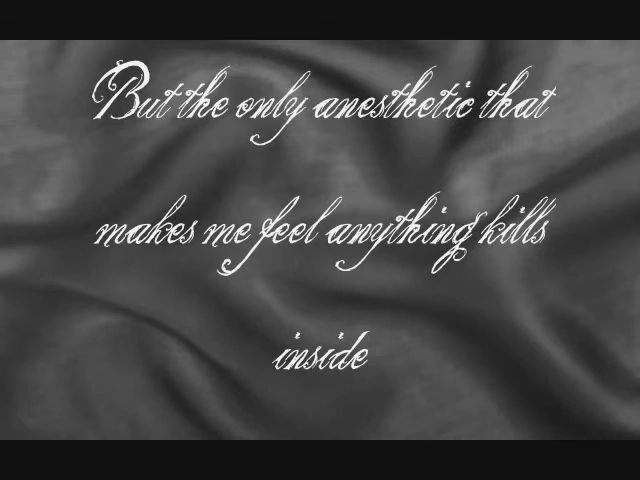 But the only anesthetic that
makes me feel anything kills
inside